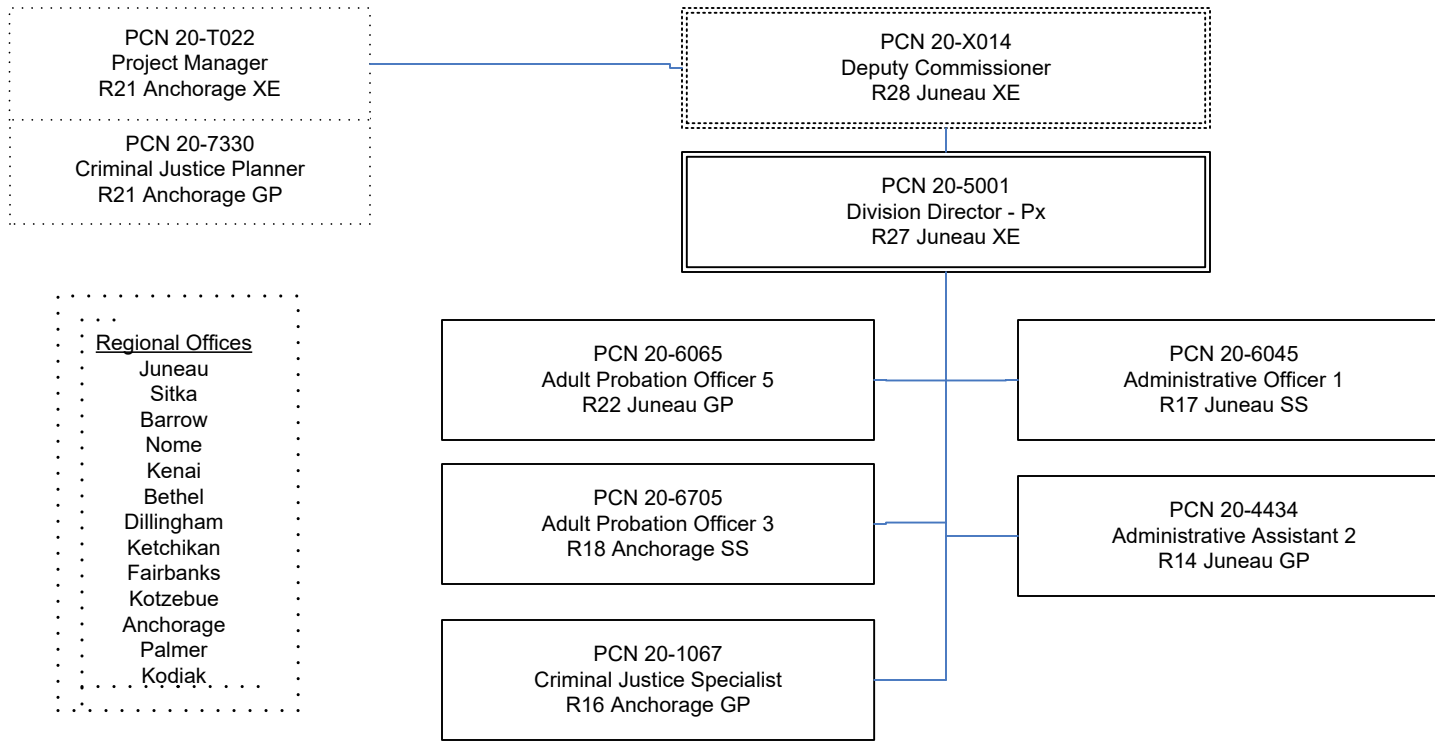 PCN 20-T022
Project Manager
R21 Anchorage XE
PCN 20-7330
Criminal Justice Planner
R21 Anchorage GP
PCN 20-X014
Deputy Commissioner
R28 Juneau XE
PCN 20-5001
Division Director - Px
R27 Juneau XE
Regional Offices
Juneau
Sitka
Barrow
Nome
Kenai
Bethel
Dillingham
Ketchikan
Fairbanks
Kotzebue
Anchorage
Palmer
Kodiak
PCN 20-6065
Adult Probation Officer 5
R22 Juneau GP
PCN 20-6045
Administrative Officer 1
R17 Juneau SS
PCN 20-6705
Adult Probation Officer 3
R18 Anchorage SS
PCN 20-4434
Administrative Assistant 2
R14 Juneau GP
PCN 20-1067
Criminal Justice Specialist
R16 Anchorage GP